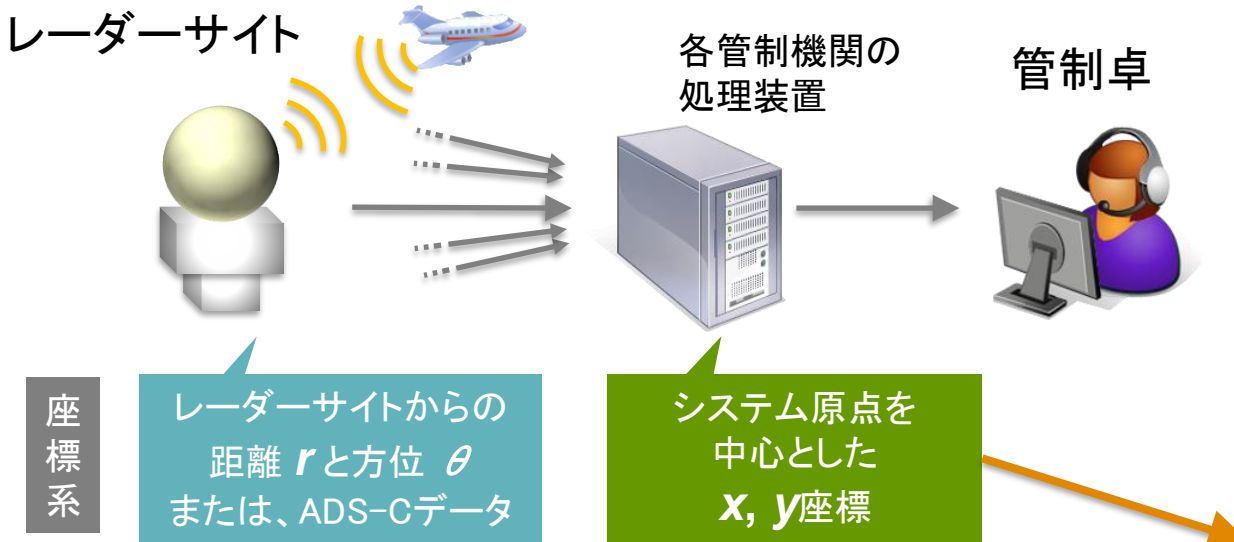 レーダーサイト
各管制機関の
処理装置
管制卓
座標系
レーダーサイトからの
距離 r と方位 θ
または、ADS-Cデータ
システム原点を
中心とした
x, y座標